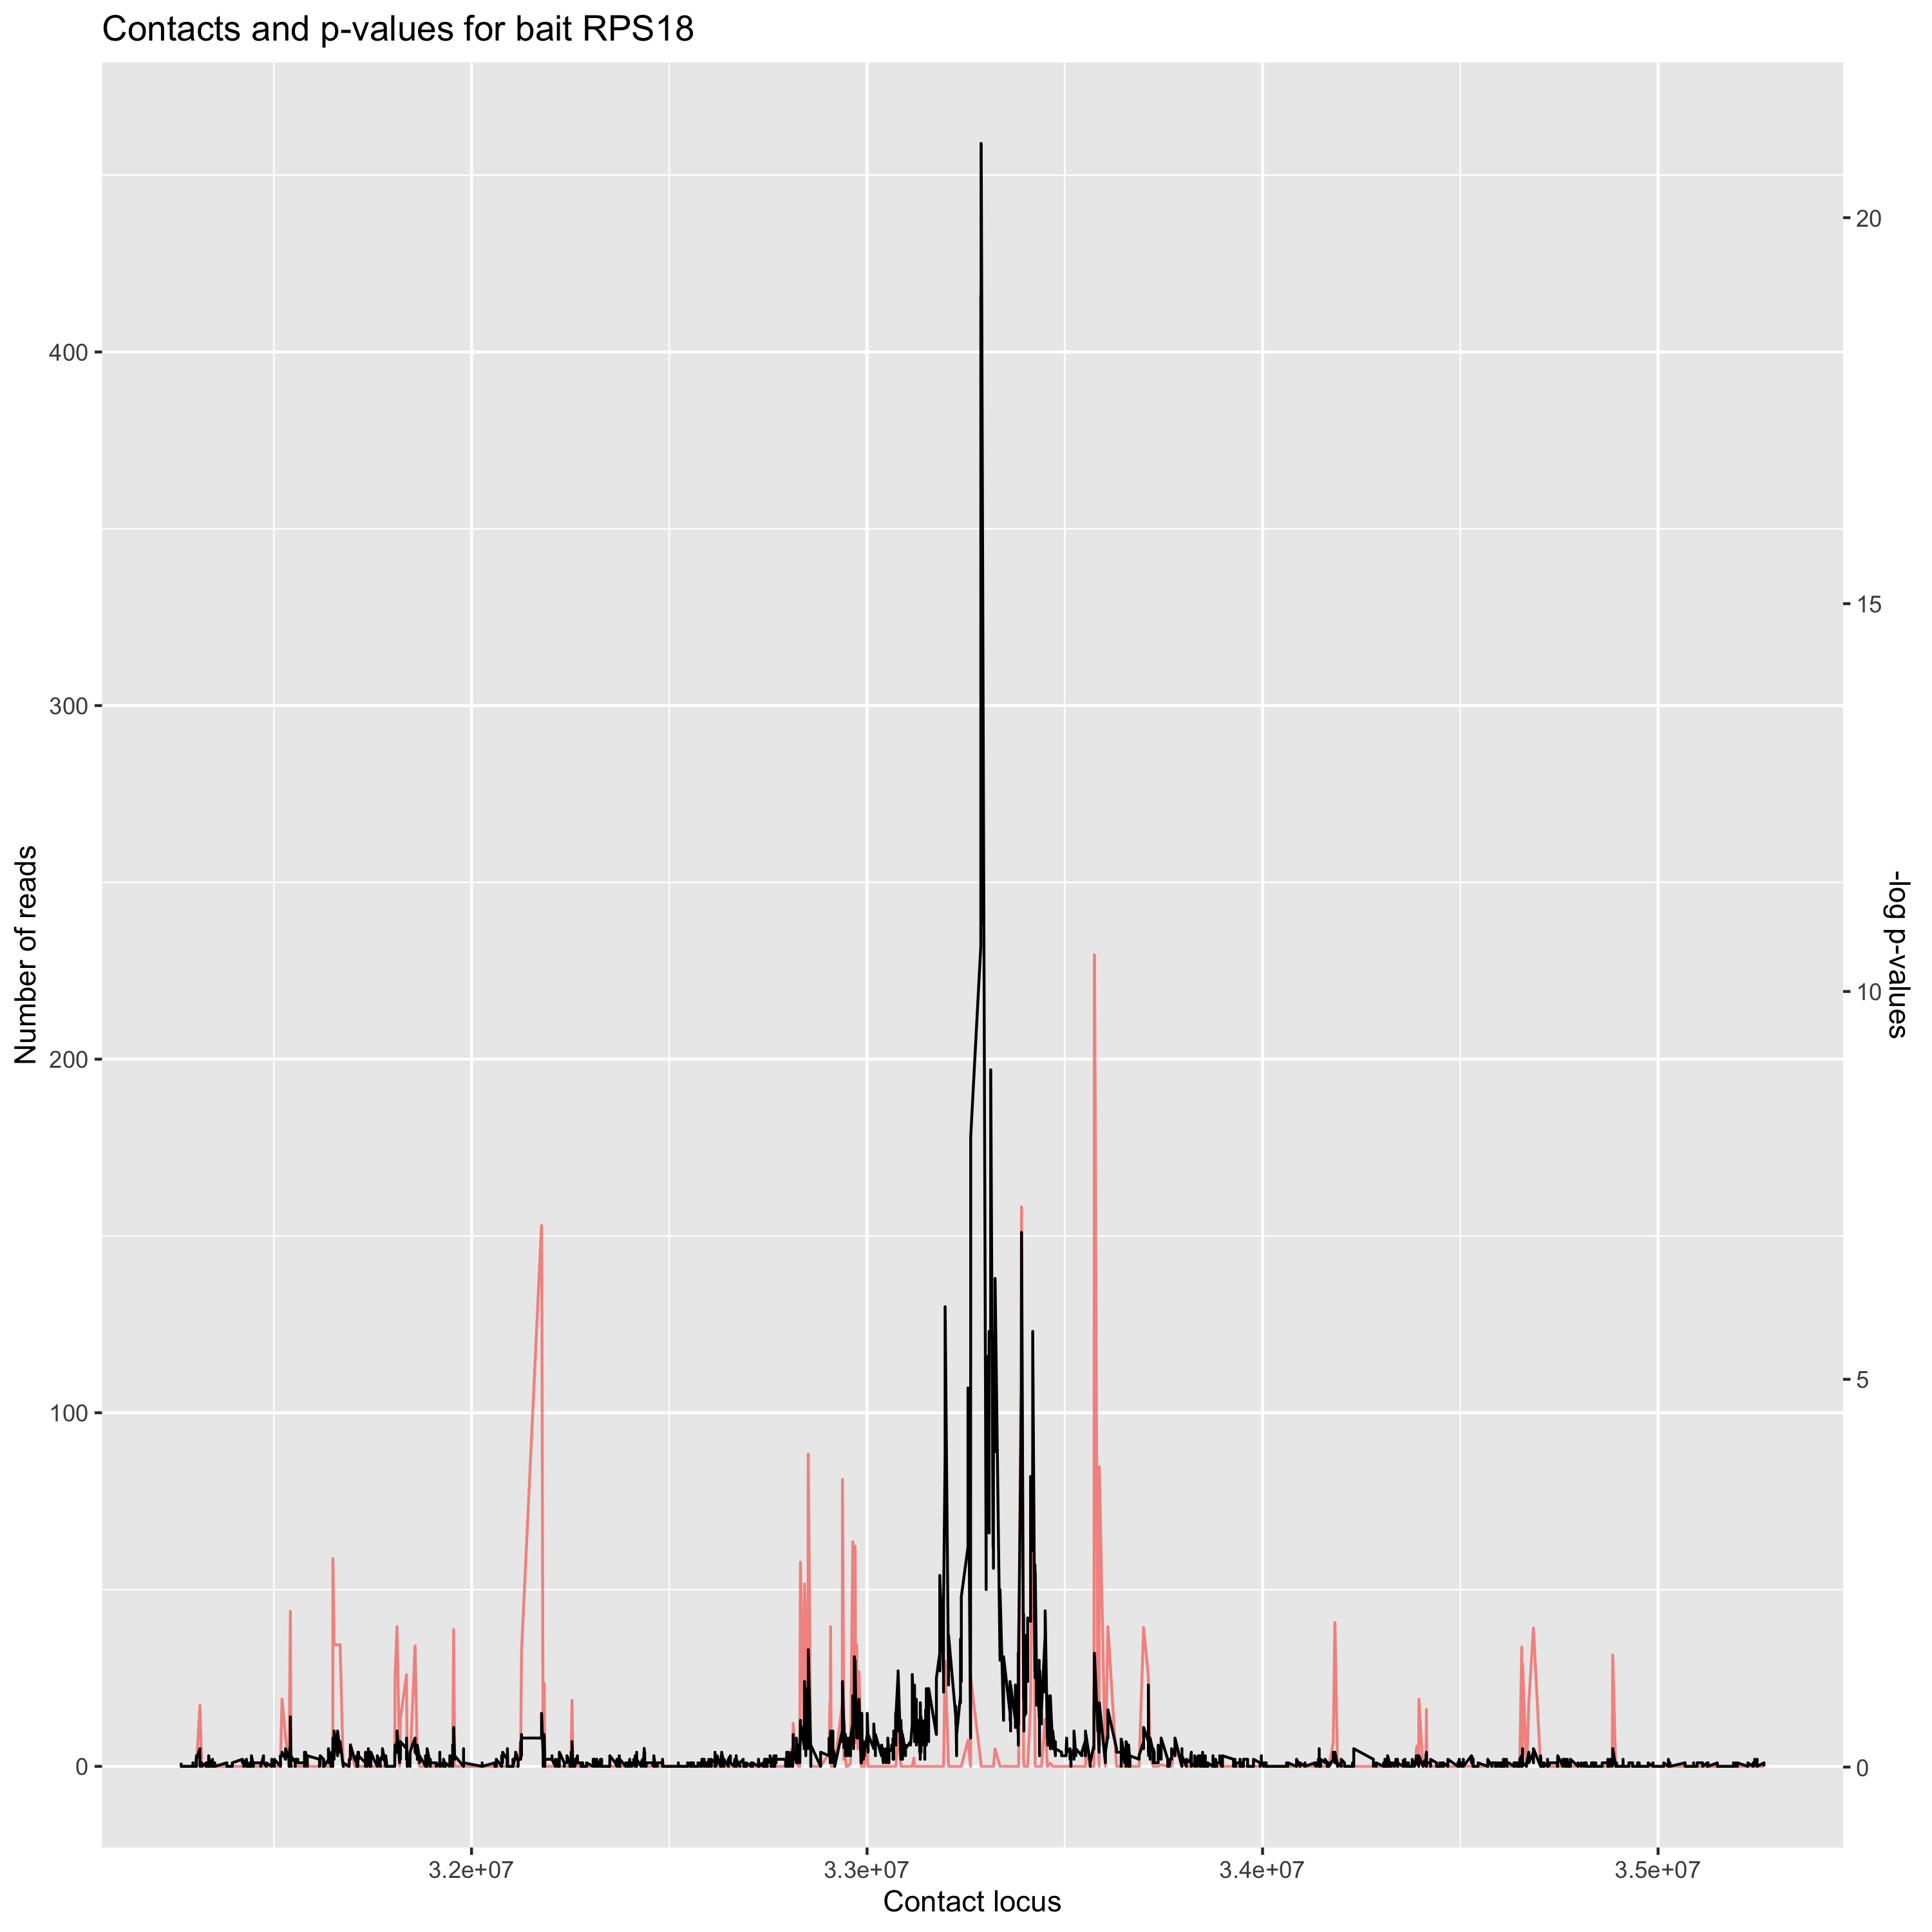 Contacts and p-values for bait RPS18
400
300
200
100
0
Number of reads
20
15
10
5
0
-log p-values
3.2e+07
3.3e+07
3.4e+07
3.5e+07
Contact locus